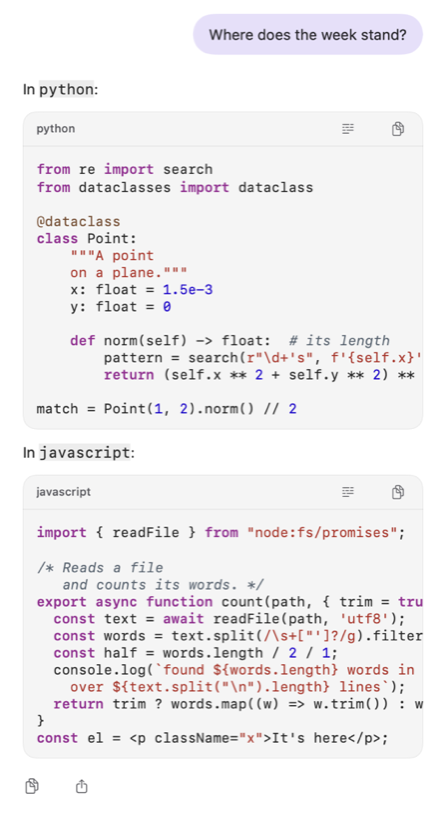 Where does the week stand?
In python:
python
from re import search
from dataclasses import dataclass
@dataclass
class Point:
    """A point
    on a plane."""
    x: float = 1.5e-3
    y: float = 0
    def norm(self) -> float:  # its length
        pattern = search(r"\d+'s", f'{self.x}'
        return (self.x ** 2 + self.y ** 2) **
match = Point(1, 2).norm() // 2
In javascript:
javascript
import { readFile } from "node:fs/promises";
/* Reads a file
   and counts its words. */
export async function count(path, { trim = tru
  const text = await readFile(path, 'utf8');
  const words = text.split(/\s+["']?/g).filter
  const half = words.length / 2 / 1;
  console.log(`found ${words.length} words in
    over ${text.split("\n").length} lines`);
  return trim ? words.map((w) => w.trim()) : w
}
const el = <p className="x">It's here</p>;